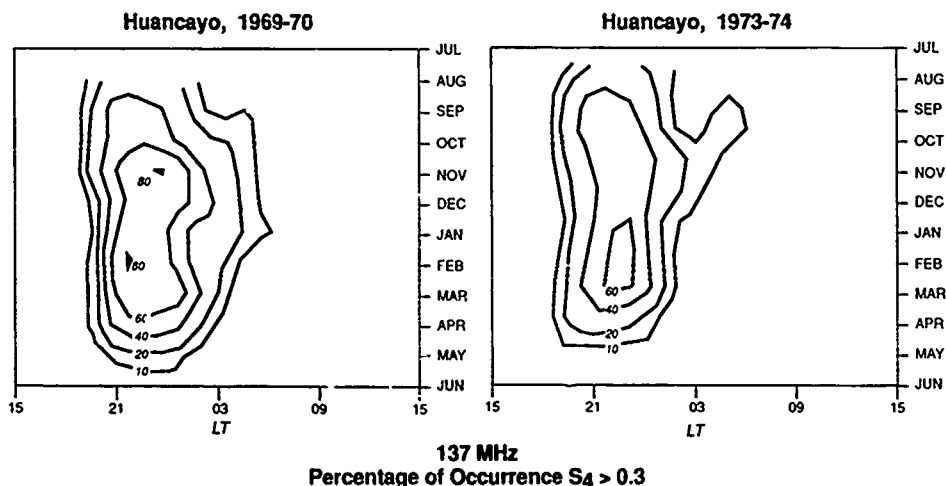 Huancayo, 1969-70
Huancayo, 1973-74
JUL
AUG
SEP
OCT
NOV
DEC
JAN
FEB
MAR
APR
MAY
JUN
80
80
60
40
20
10
15
21
03
09
15
LT
JUL
AUG
SEP
OCT
NOV
DEC
JAN
FEB
MAR
APR
MAY
JUN
60
40
20
10
15
21
03
09
15
LT
137 MHz
Percentage of Occurrence S4 > 0.3